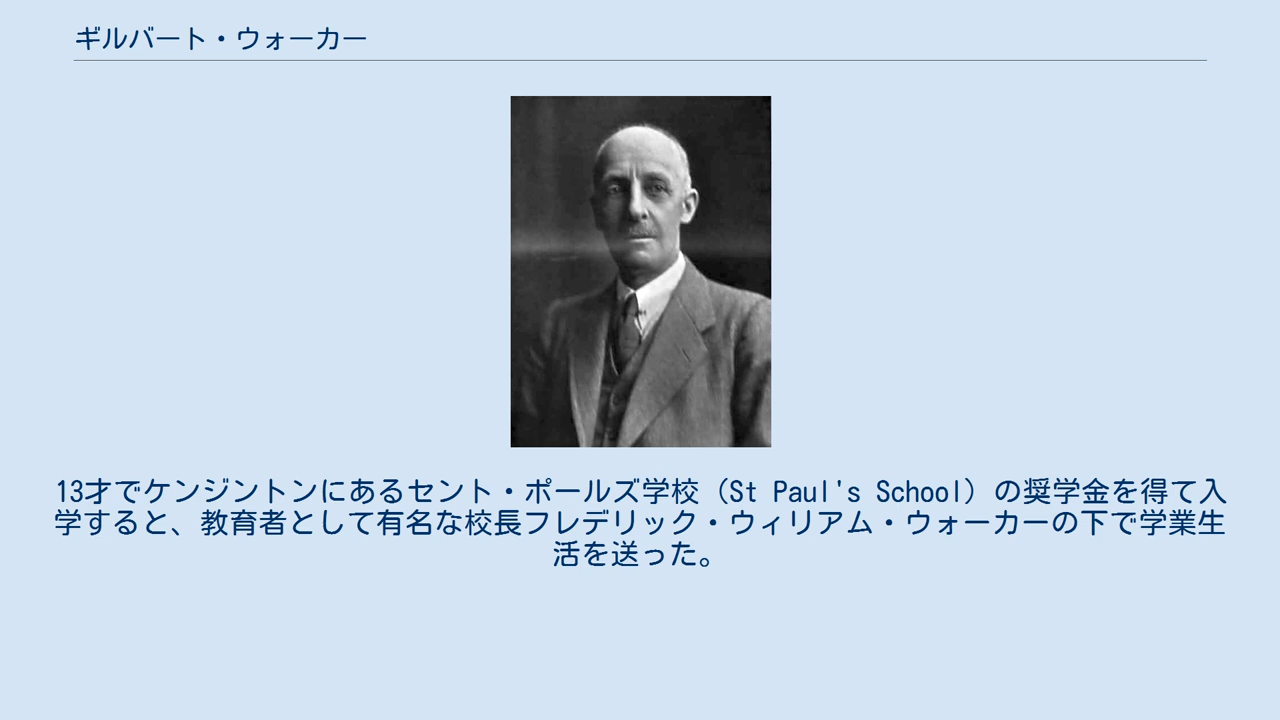 ギルバート・ウォーカー
13才でケンジントンにあるセント・ポールズ学校（St Paul's School）の奨学金を得て入
学すると、教育者として有名な校長フレデリック・ウィリアム・ウォーカーの下で学業生
活を送った。